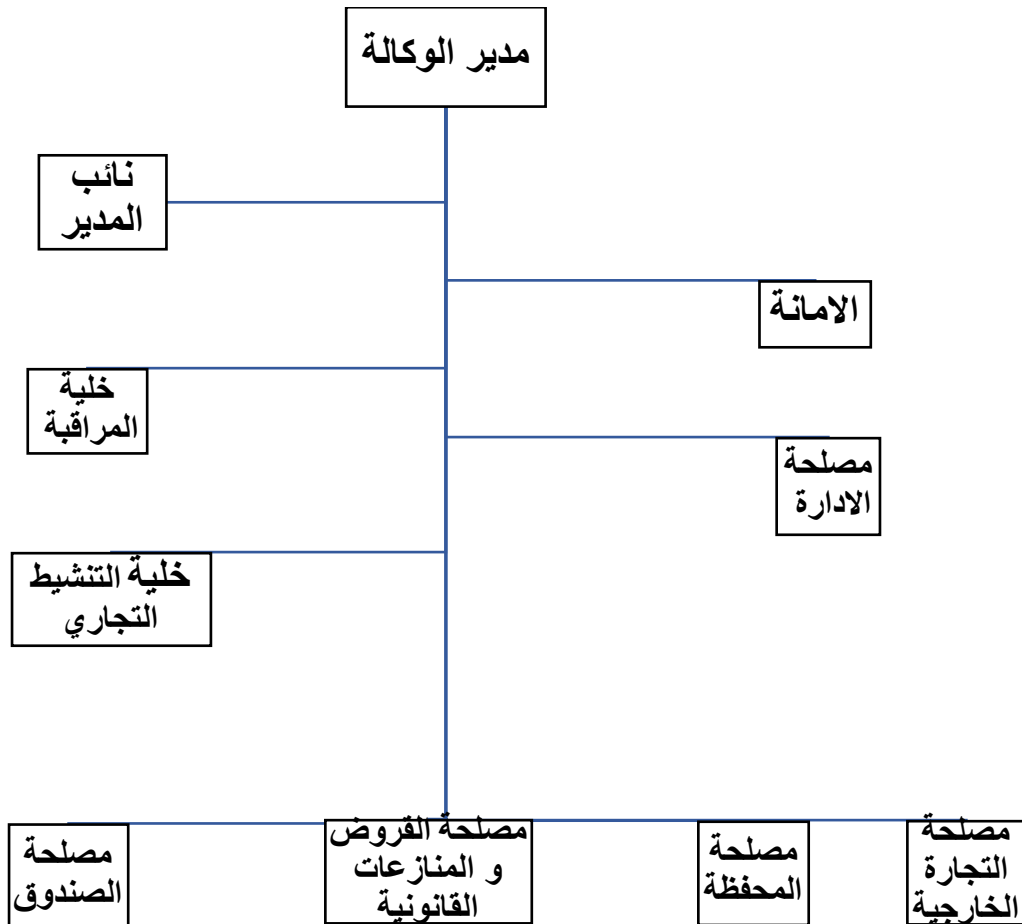 مدير الوكالة
نائب
المدير
الامانة
خلية
المراقبة
مصلحة
الادارة
خلية التنشيط
التجاري
مصلحة
التجارة
الخارجية
مصلحة
المحفظة
مصلحة القروض
و المنازعات
القانونية
مصلحة
الصندوق